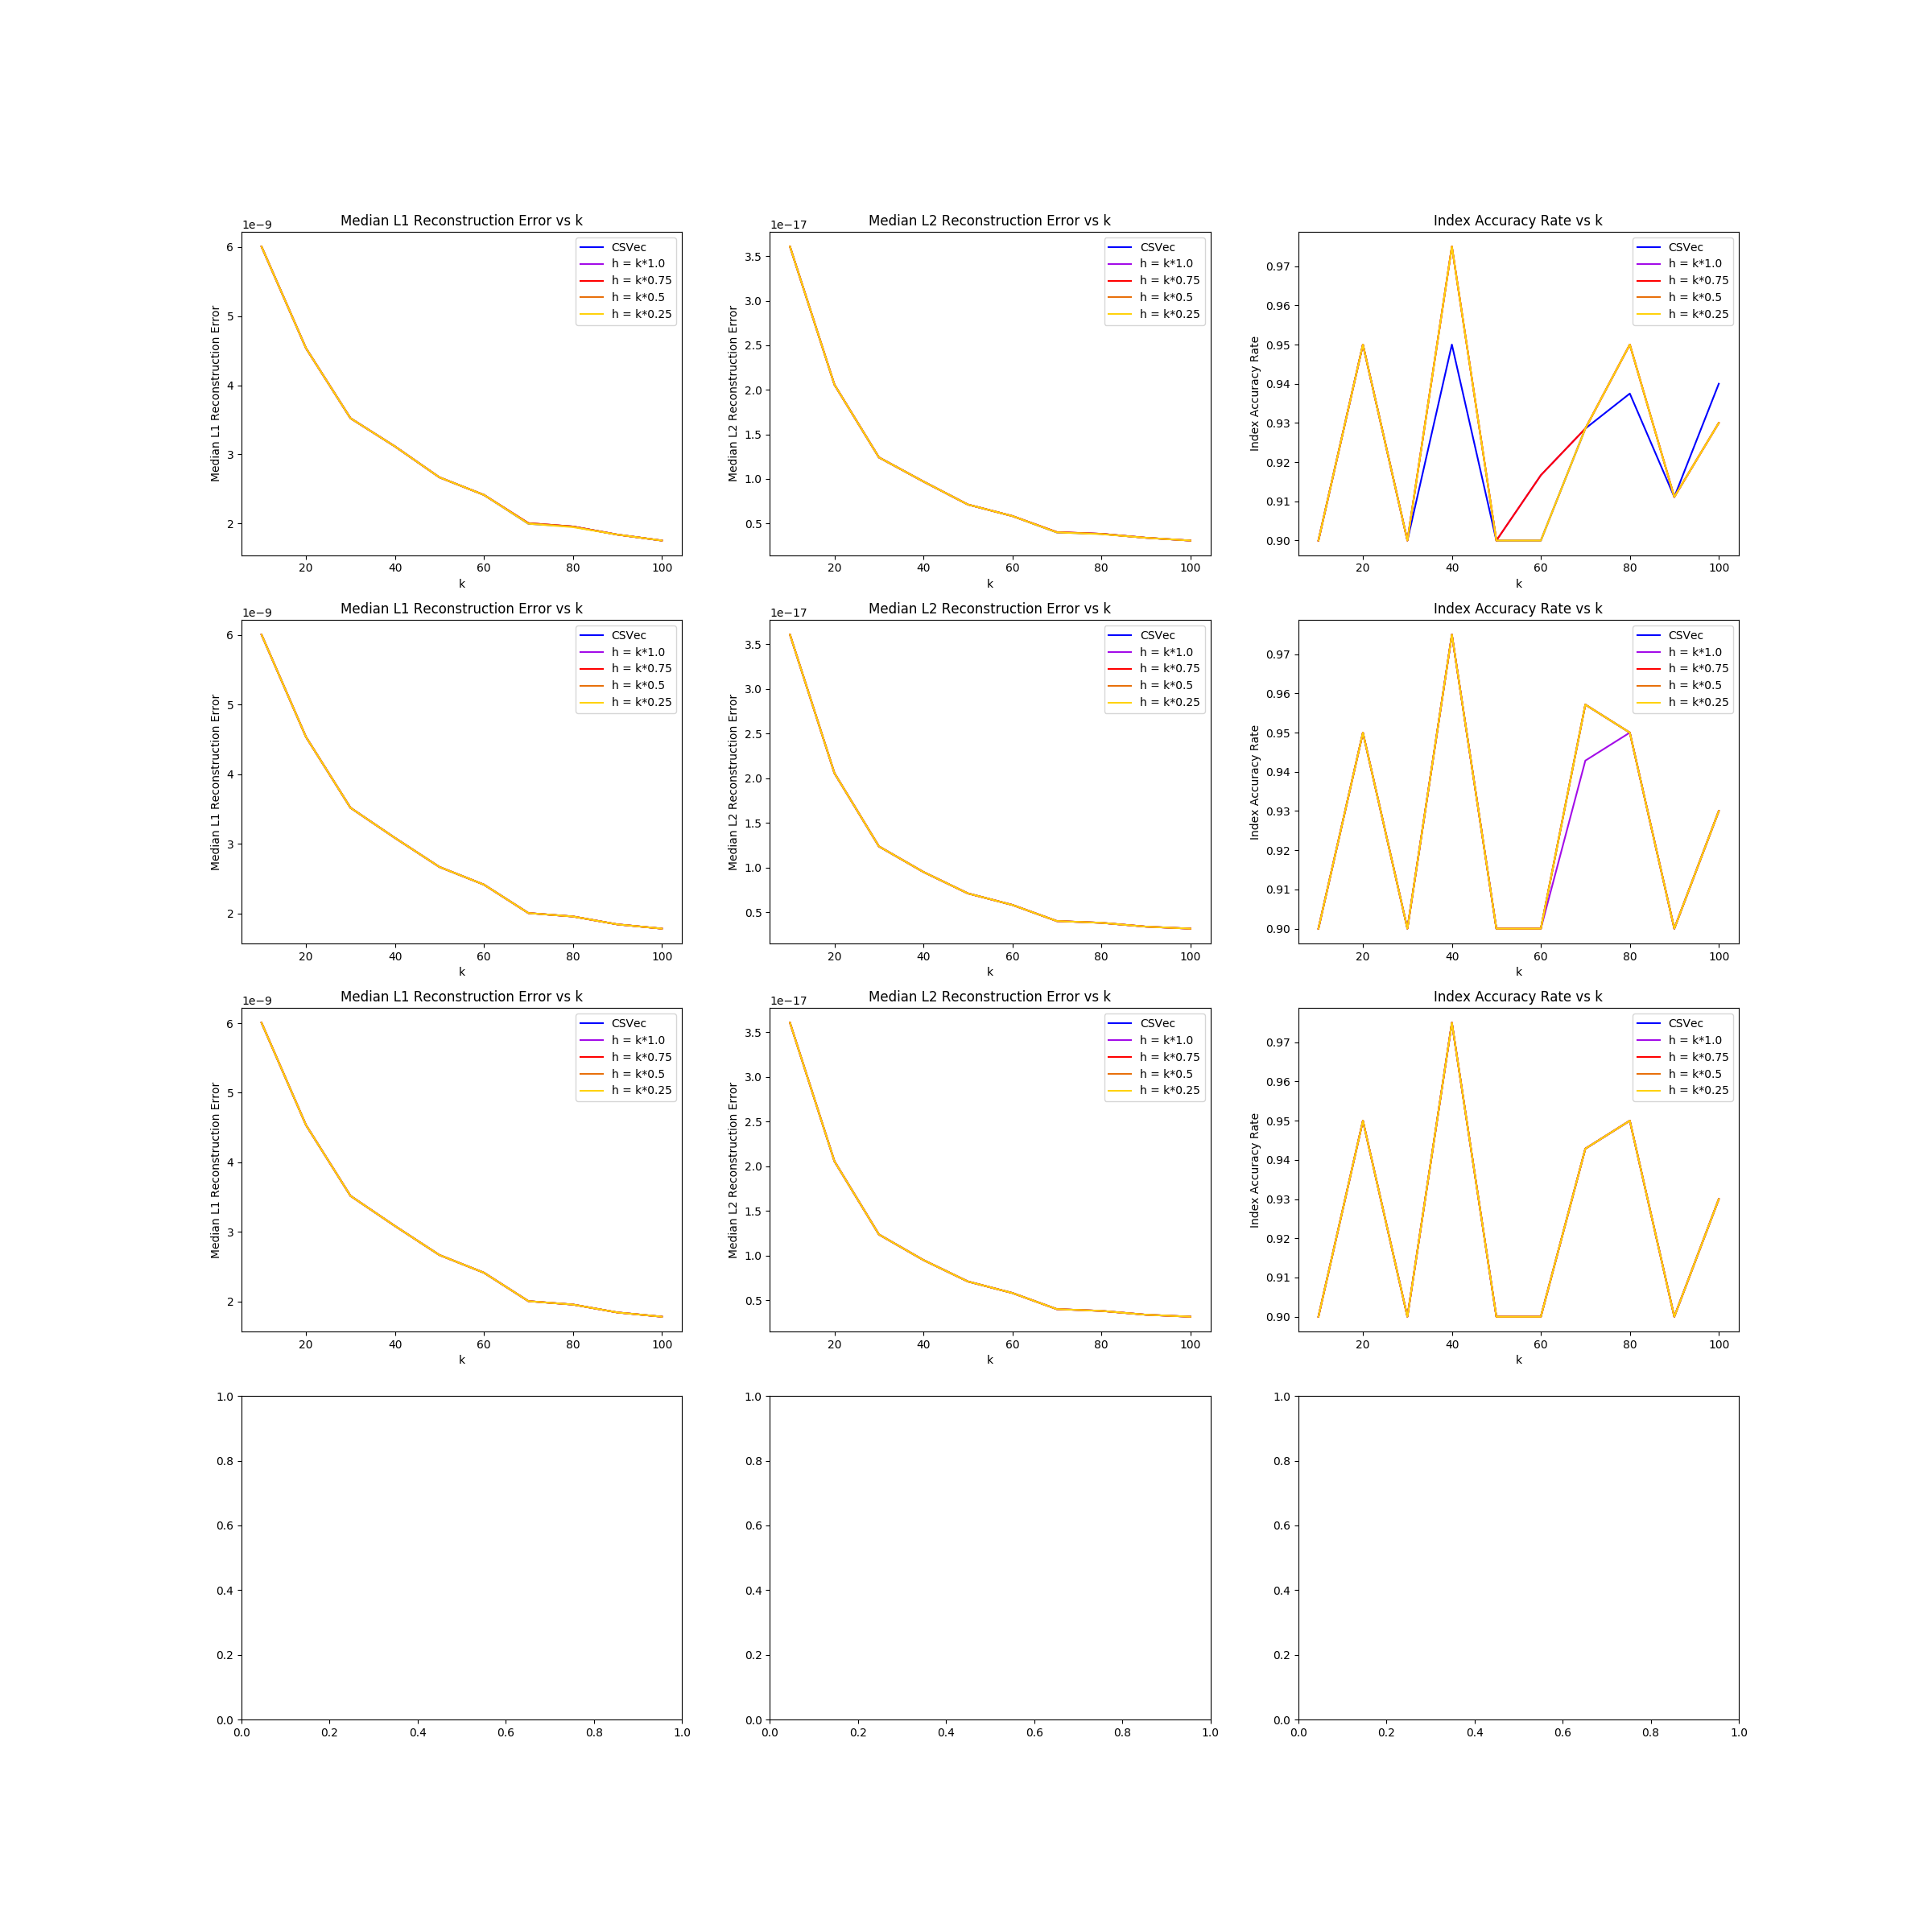 Median L1 Reconstruction Error vs k
1e−9
Median L1 Reconstruction Error
6
5
4
3
2
20 40 60 80 100
k
CSVec
h = k*1.0
h = k*0.75
h = k*0.5
h = k*0.25
Median L2 Reconstruction Error vs k
1e−17
Median L2 Reconstruction Error
3.5
3.0
2.5
2.0
1.5
1.0
0.5
20 40 60 80 100
k
CSVec
h = k*1.0
h = k*0.75
h = k*0.5
h = k*0.25
Index Accuracy Rate vs k
Index Accuracy Rate
0.97
0.96
0.95
0.94
0.93
0.92
0.91
0.90
20 40 60 80 100
k
CSVec
h = k*1.0
h = k*0.75
h = k*0.5
h = k*0.25
Median L1 Reconstruction Error vs k
1e−9
Median L1 Reconstruction Error
6
5
4
3
2
20 40 60 80 100
k
CSVec
h = k*1.0
h = k*0.75
h = k*0.5
h = k*0.25
Median L2 Reconstruction Error vs k
1e−17
Median L2 Reconstruction Error
3.5
3.0
2.5
2.0
1.5
1.0
0.5
20 40 60 80 100
k
CSVec
h = k*1.0
h = k*0.75
h = k*0.5
h = k*0.25
Index Accuracy Rate vs k
Index Accuracy Rate
0.97
0.96
0.95
0.94
0.93
0.92
0.91
0.90
20 40 60 80 100
k
CSVec
h = k*1.0
h = k*0.75
h = k*0.5
h = k*0.25
Median L1 Reconstruction Error vs k
1e−9
Median L1 Reconstruction Error
6
5
4
3
2
20 40 60 80 100
k
CSVec
h = k*1.0
h = k*0.75
h = k*0.5
h = k*0.25
Median L2 Reconstruction Error vs k
1e−17
Median L2 Reconstruction Error
3.5
3.0
2.5
2.0
1.5
1.0
0.5
20 40 60 80 100
k
CSVec
h = k*1.0
h = k*0.75
h = k*0.5
h = k*0.25
Index Accuracy Rate vs k
Index Accuracy Rate
0.97
0.96
0.95
0.94
0.93
0.92
0.91
0.90
20 40 60 80 100
k
CSVec
h = k*1.0
h = k*0.75
h = k*0.5
h = k*0.25
1.0
0.8
0.6
0.4
0.2
0.0
0.0 0.2 0.4 0.6 0.8 1.0
1.0
0.8
0.6
0.4
0.2
0.0
0.0 0.2 0.4 0.6 0.8 1.0
1.0
0.8
0.6
0.4
0.2
0.0
0.0 0.2 0.4 0.6 0.8 1.0